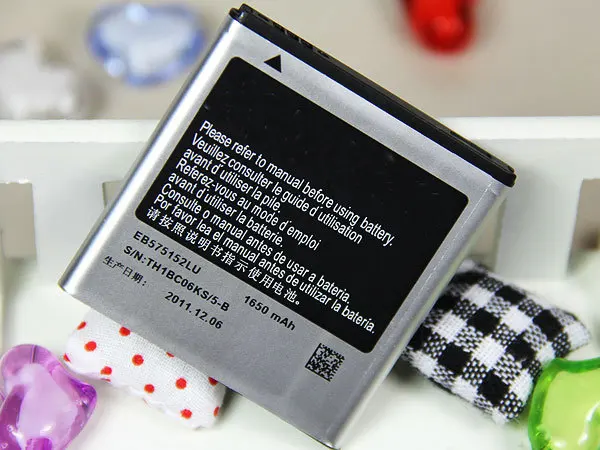 Please refer to manual before using battery.
Veuillez consulter le guide d'utilisation
avant d'utiliser la pile.
Référez-vous au mode d'emploi
avant d'utiliser la batterie.
Consulte o manual antes de usar a bateria.
Por favor lea el manual antes de utilizar la batería.
请按照说明书指示使用电池。
EB575152LU
S/N:TH1BC06KS/5-B
生产日期：
2011.12.06
1650 mAh